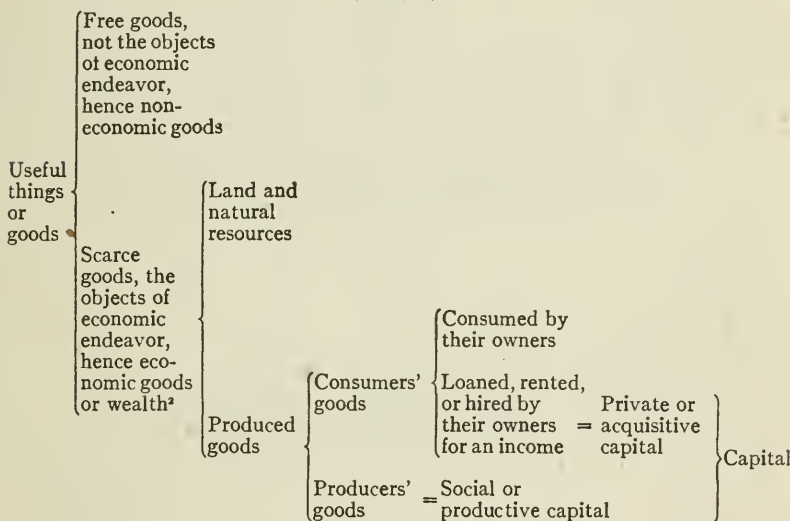 Free goods,
not the objects
of economic
endeavor,
hence non-
economic goods
Useful
things
or
goods
Scarce
goods, the
objects of
economic
endeavor,
hence eco-
nomic goods
or wealth²
Land and
natural
resources
Produced
goods
Consumers'
goods
Consumed by
their owners
Loaned, rented,
or hired by
their owners
for an income
= Private or
acquisitive
capital
Producers'
goods
= Social or
productive capital
Capital